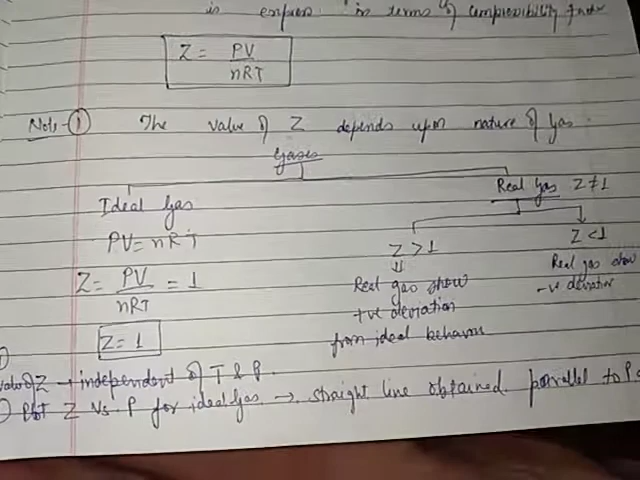 is in terms of compressibility factor
Z = PV / nRT
Note-① The value of Z depends upon nature of gas.
Gases
Ideal gas
PV = nRT
Z = PV / nRT = 1
Z = 1
Real gas Z ≠ 1
Z > 1
Real gas show
+ve deviation
from ideal behavior
Z < 1
Real gas show
-ve deviation
value of Z → independent of T & P.
Plot Z vs. P for ideal gas → straight line obtained parallel to P